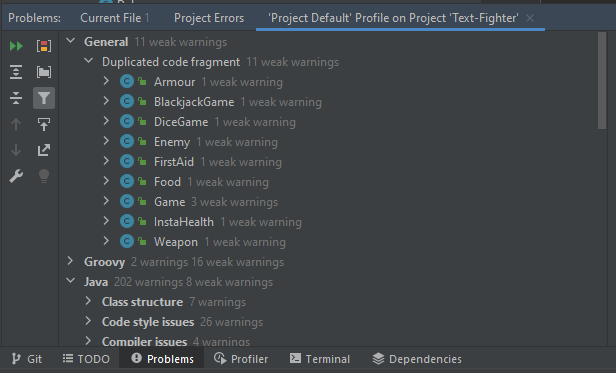 Problems: Current File 1 Project Errors 'Project Default' Profile on Project 'Text-Fighter'
General 11 weak warnings
Duplicated code fragment 11 weak warnings
Armour 1 weak warning
BlackjackGame 1 weak warning
DiceGame 1 weak warning
Enemy 1 weak warning
FirstAid 1 weak warning
Food 1 weak warning
Game 3 weak warnings
InstaHealth 1 weak warning
Weapon 1 weak warning
Groovy 2 warnings 16 weak warnings
Java 202 warnings 8 weak warnings
Class structure 7 warnings
Code style issues 26 warnings
Compiler issues 4 warnings
Git TODO Problems Profiler Terminal Dependencies